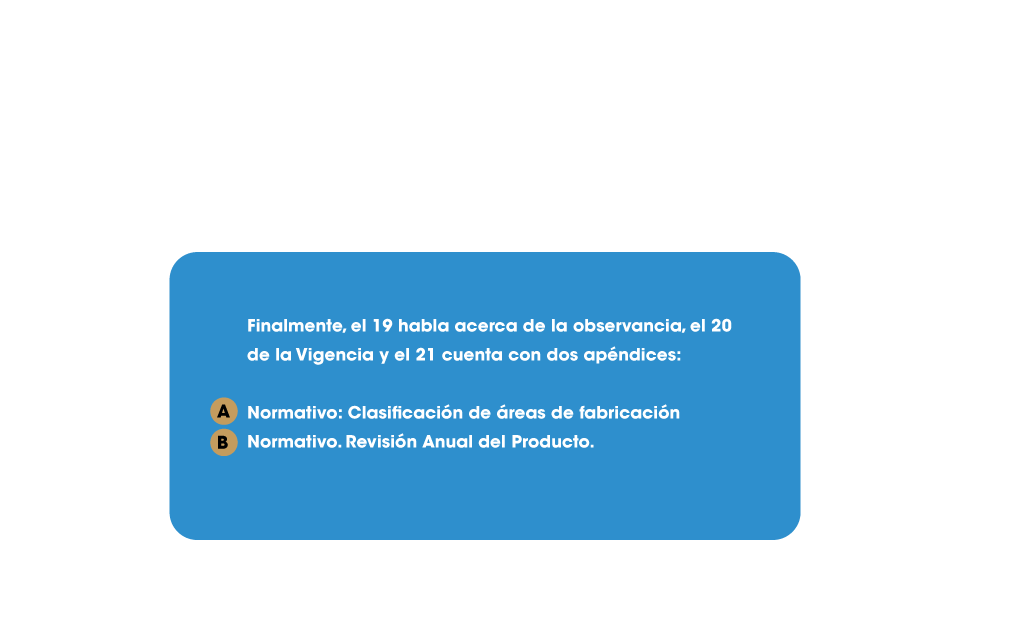 Finalmente, el 19 habla acerca de la observancia, el 20
de la Vigencia y el 21 cuenta con dos apéndices:
A Normativo: Clasificación de áreas de fabricación
B Normativo. Revisión Anual del Producto.